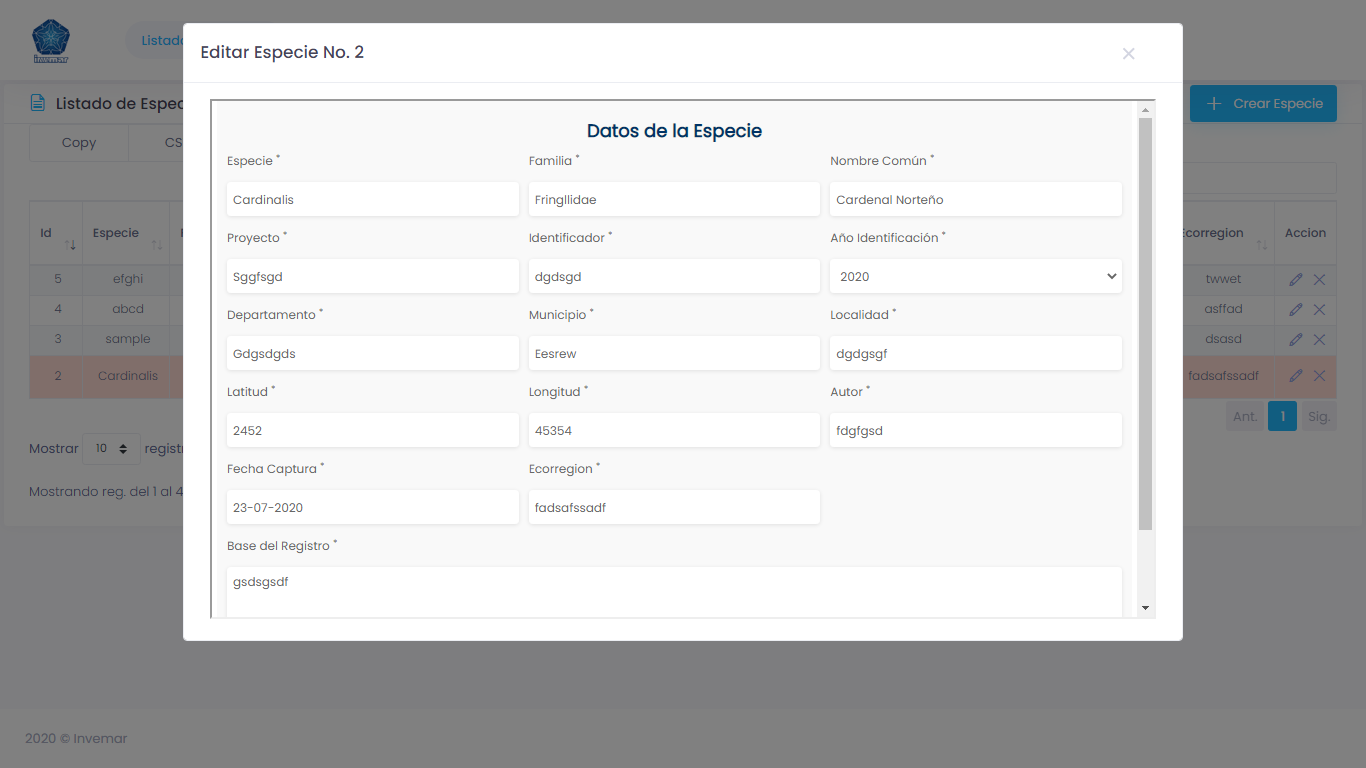 Invemar
Listado
Editar Especie No. 2
Listado de Espec
Crear Especie
Copy
CS
Datos de la Especie
Especie * Familia * Nombre Común *
Cardinalis Fringllidae Cardenal Norteño
Proyecto * Identificador * Año Identificación *
Sggfsgd dgdsgd 2020
Departamento * Municipio * Localidad *
Gdgsdgds Eesrew dgdgsgf
Latitud * Longitud * Autor *
2452 45354 fdgfgsd
Fecha Captura * Ecorregion *
23-07-2020 fadsafssadf
Base del Registro *
gsdsgsdf
Id Especie Ecorregion Accion
5 efghi twwet
4 abcd asffad
3 sample dsasd
2 Cardinalis fadsafssadf
Ant. 1 Sig.
Mostrar 10 registr
Mostrando reg. del 1 al 4
2020 © Invemar